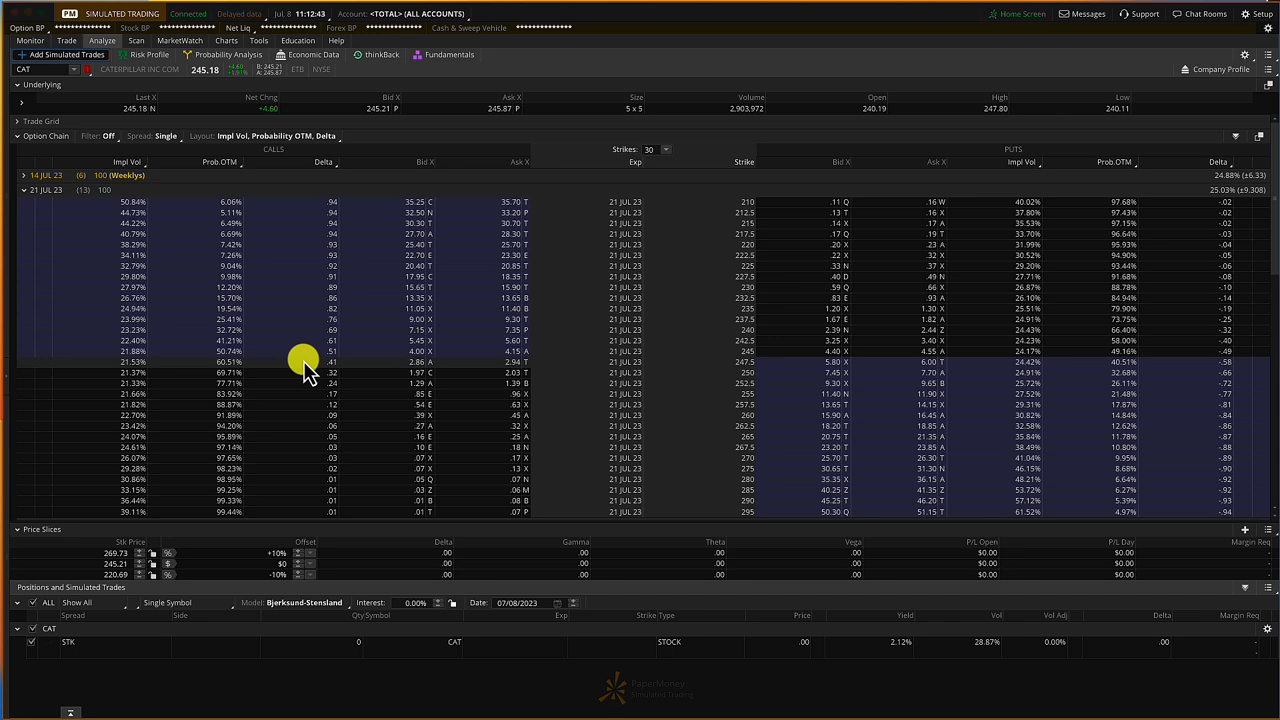 PM SIMULATED TRADING Connected Delayed data Jul. 8 11:12:43 Account: <TOTAL> (ALL ACCOUNTS) Home Screen Messages Support Chat Rooms Setup
Option BP ************* Stock BP ************* Net Liq ************* Forex BP ************* Cash & Sweep Vehicle *************
Monitor Trade Analyze Scan MarketWatch Charts Tools Education Help
+ Add Simulated Trades Risk Profile Probability Analysis Economic Data thinkBack Fundamentals
CAT CATERPILLAR INC COM 245.18 +4.60 +1.91% B: 245.21 A: 245.87 ETB NYSE Company Profile
Underlying
Last X Net Chng Bid X Ask X Size Volume Open High Low
245.18 N +4.60 245.21 P 245.87 P 5 x 5 2,903,972 240.19 247.80 240.11
Trade Grid
Option Chain Filter: Off Spread: Single Layout: Impl Vol, Probability OTM, Delta
CALLS Strikes: 30 PUTS
Impl Vol Prob.OTM Delta Bid X Ask X Exp Strike Bid X Ask X Impl Vol Prob.OTM Delta
14 JUL 23 (6) 100 (Weeklys) 24.88% (±6.33)
21 JUL 23 (13) 100 25.03% (±9.308)
50.84% 6.06% .94 35.25 C 35.70 T 21 JUL 23 210 .11 Q .16 W 40.02% 97.68% -.02
44.73% 5.11% .94 32.50 N 33.20 P 21 JUL 23 212.5 .13 T .16 X 37.80% 97.43% -.02
44.22% 6.49% .94 30.30 T 30.70 T 21 JUL 23 215 .14 X .17 Q 35.53% 97.15% -.02
40.79% 6.69% .94 27.70 A 28.30 T 21 JUL 23 217.5 .17 Q .19 T 33.70% 96.64% -.03
38.29% 7.42% .93 25.40 T 25.70 T 21 JUL 23 220 .20 X .23 A 31.99% 95.93% -.04
34.11% 7.26% .93 22.70 E 23.30 E 21 JUL 23 222.5 .22 X .32 X 30.52% 94.90% -.05
32.79% 9.04% .92 20.40 T 20.85 T 21 JUL 23 225 .33 N .37 X 29.20% 93.44% -.06
29.80% 9.98% .91 17.95 C 18.35 T 21 JUL 23 227.5 .40 D .49 N 27.71% 91.68% -.08
27.97% 12.20% .89 15.65 T 15.90 T 21 JUL 23 230 .59 Q .66 X 26.87% 88.78% -.10
26.76% 15.70% .86 13.35 X 13.65 B 21 JUL 23 232.5 .83 E .93 A 26.10% 84.94% -.14
24.94% 19.54% .82 11.05 X 11.40 B 21 JUL 23 235 1.20 X 1.30 X 25.50% 79.90% -.19
23.99% 25.41% .76 9.00 X 9.30 T 21 JUL 23 237.5 1.67 E 1.82 A 24.91% 73.75% -.25
23.23% 32.72% .69 7.15 X 7.35 P 21 JUL 23 240 2.39 N 2.44 Z 24.43% 66.40% -.32
22.40% 41.21% .61 5.45 X 5.60 T 21 JUL 23 242.5 3.25 X 3.40 X 24.23% 58.00% -.40
21.88% 50.74% .51 4.00 X 4.15 A 21 JUL 23 245 4.40 X 4.55 A 24.17% 49.16% -.49
21.53% 60.51% .41 2.86 A 2.94 T 21 JUL 23 247.5 5.80 X 6.00 T 24.42% 40.51% -.58
21.37% 69.71% .32 1.97 C 2.03 T 21 JUL 23 250 7.45 X 7.70 A 24.91% 32.68% -.66
21.33% 77.71% .24 1.29 A 1.39 B 21 JUL 23 252.5 9.30 X 9.65 B 25.72% 26.11% -.72
21.66% 83.92% .17 .85 E .96 X 21 JUL 23 255 11.40 N 11.90 X 27.62% 21.48% -.77
21.82% 88.87% .12 .54 E .63 X 21 JUL 23 257.5 13.65 T 14.15 X 29.31% 17.87% -.81
22.70% 91.89% .09 .39 X .45 A 21 JUL 23 260 15.90 A 16.45 A 30.82% 14.84% -.84
23.42% 94.20% .06 .27 X .32 A 21 JUL 23 262.5 18.20 T 18.85 A 32.58% 12.62% -.86
24.07% 95.89% .05 .16 E .25 A 21 JUL 23 265 20.75 T 21.35 A 35.84% 11.78% -.87
24.61% 97.14% .03 .10 E .18 N 21 JUL 23 267.5 23.20 T 23.85 A 38.49% 10.80% -.88
26.07% 97.65% .03 .07 X .17 X 21 JUL 23 270 25.70 T 26.30 T 41.04% 9.95% -.89
29.28% 98.23% .02 .07 X .13 X 21 JUL 23 275 30.65 T 31.30 N 46.15% 8.68% -.90
30.86% 98.95% .01 .05 Q .07 N 21 JUL 23 280 35.35 X 36.15 A 48.21% 6.64% -.92
33.15% 99.25% .01 .03 Z .06 M 21 JUL 23 285 40.25 Z 41.35 Z 53.72% 6.27% -.92
36.44% 99.33% .01 .01 B .08 B 21 JUL 23 290 45.25 T 46.20 T 57.12% 5.39% -.93
39.11% 99.44% .01 .01 T .07 P 21 JUL 23 295 50.30 Q 51.15 T 61.52% 4.97% -.94
Price Slices
Stk Price Offset Delta Gamma Theta Vega P/L Open P/L Day Margin Req
269.73 % +10% .00 .00 .00 .00 $0.00 $0.00
245.21 $ $0 .00 .00 .00 .00 $0.00 $0.00
220.69 % -10% .00 .00 .00 .00 $0.00 $0.00
Positions and Simulated Trades
ALL Show All Single Symbol Model: Bjerksund-Stensland Interest: 0.00% Date: 07/08/2023
Spread Side Qty Symbol Exp Strike Type Price Yield Vol Vol Adj Delta Margin Req
CAT
STK 0 CAT STOCK .00 2.12% 28.87% 0.00% .00 -
PaperMoney
Simulated Trading